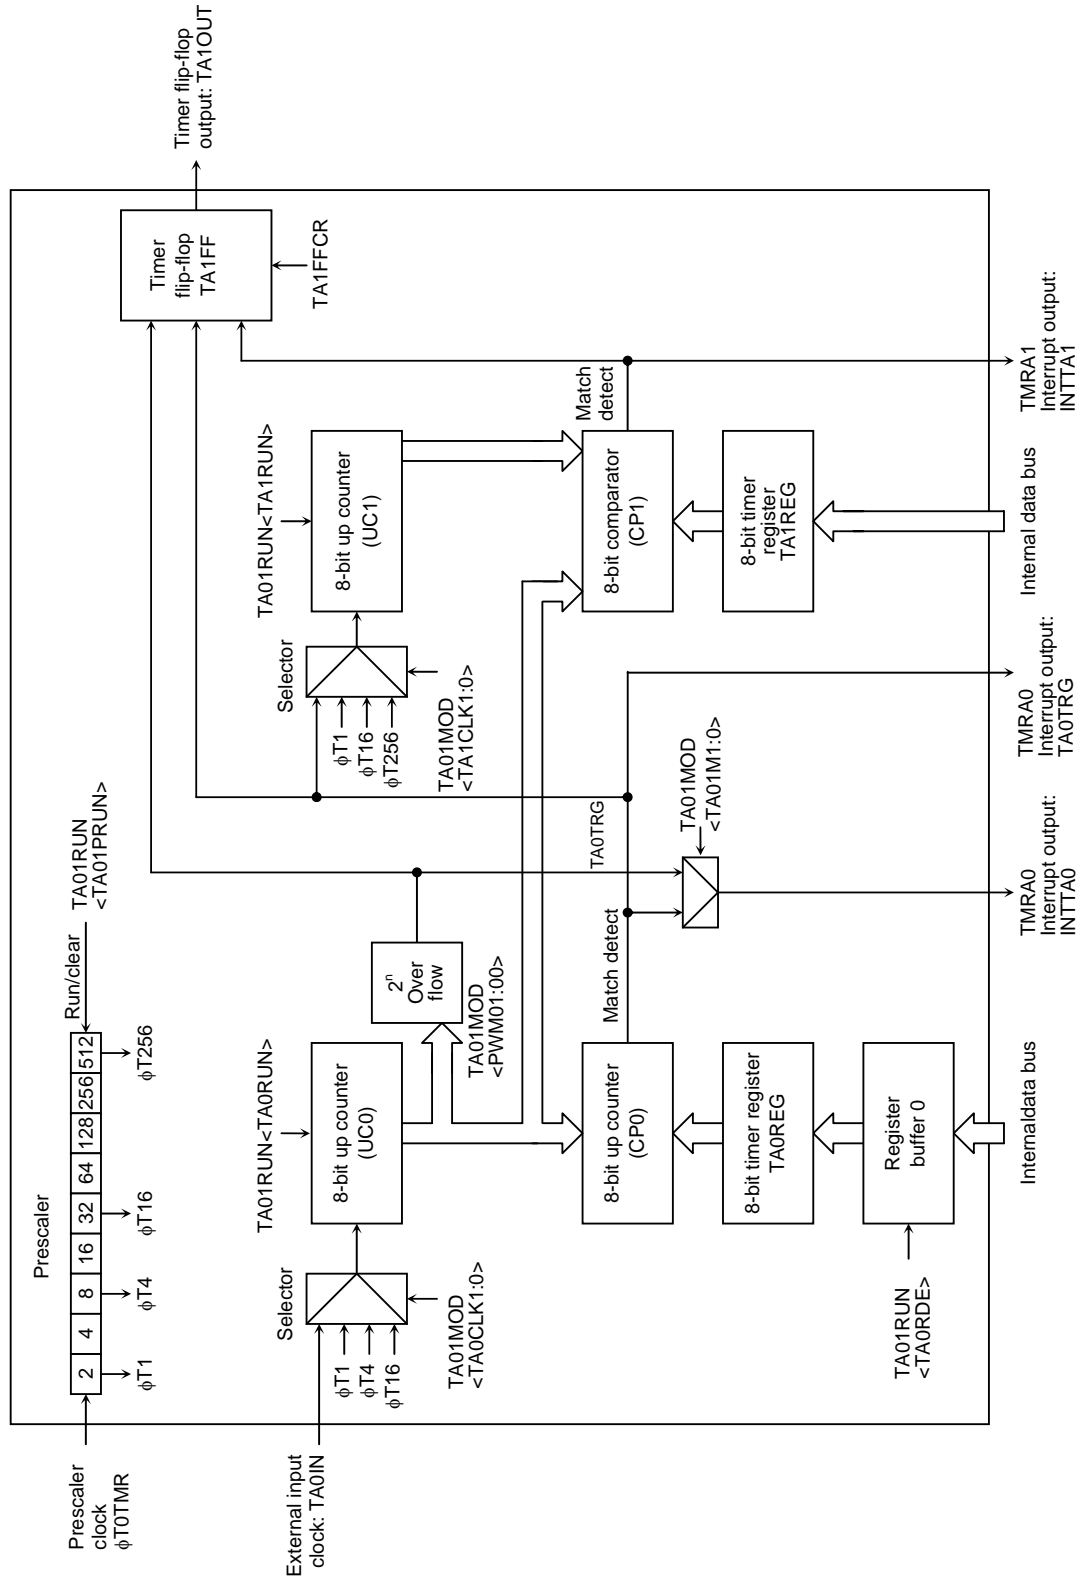 Prescaler
Prescaler
clock
ϕT0TMR
2 4 8 16 32 64 128 256 512
Run/clear
TA01RUN
<TA01PRUN>
ϕT1
ϕT4
ϕT16
ϕT256
External input
clock: TA0IN
Selector
ϕT1
ϕT4
ϕT16
TA01MOD
<TA0CLK1:0>
TA01RUN<TA0RUN>
8-bit up counter
(UC0)
2ⁿ
Over
flow
TA01MOD
<PWM01:00>
8-bit up counter
(CP0)
Match detect
8-bit timer register
TA0REG
Register
buffer 0
TA01RUN
<TA0RDE>
Internaldata bus
TA0TRG
TA01MOD
<TA01M1:0>
TMRA0
Interrupt output:
INTTA0
TMRA0
Interrupt output:
TA0TRG
Selector
ϕT1
ϕT16
ϕT256
TA01MOD
<TA1CLK1:0>
TA01RUN<TA1RUN>
8-bit up counter
(UC1)
8-bit comparator
(CP1)
Match
detect
8-bit timer
register
TA1REG
Internal data bus
TMRA1
Interrupt output:
INTTA1
Timer
flip-flop
TA1FF
TA1FFCR
Timer flip-flop
output: TA1OUT